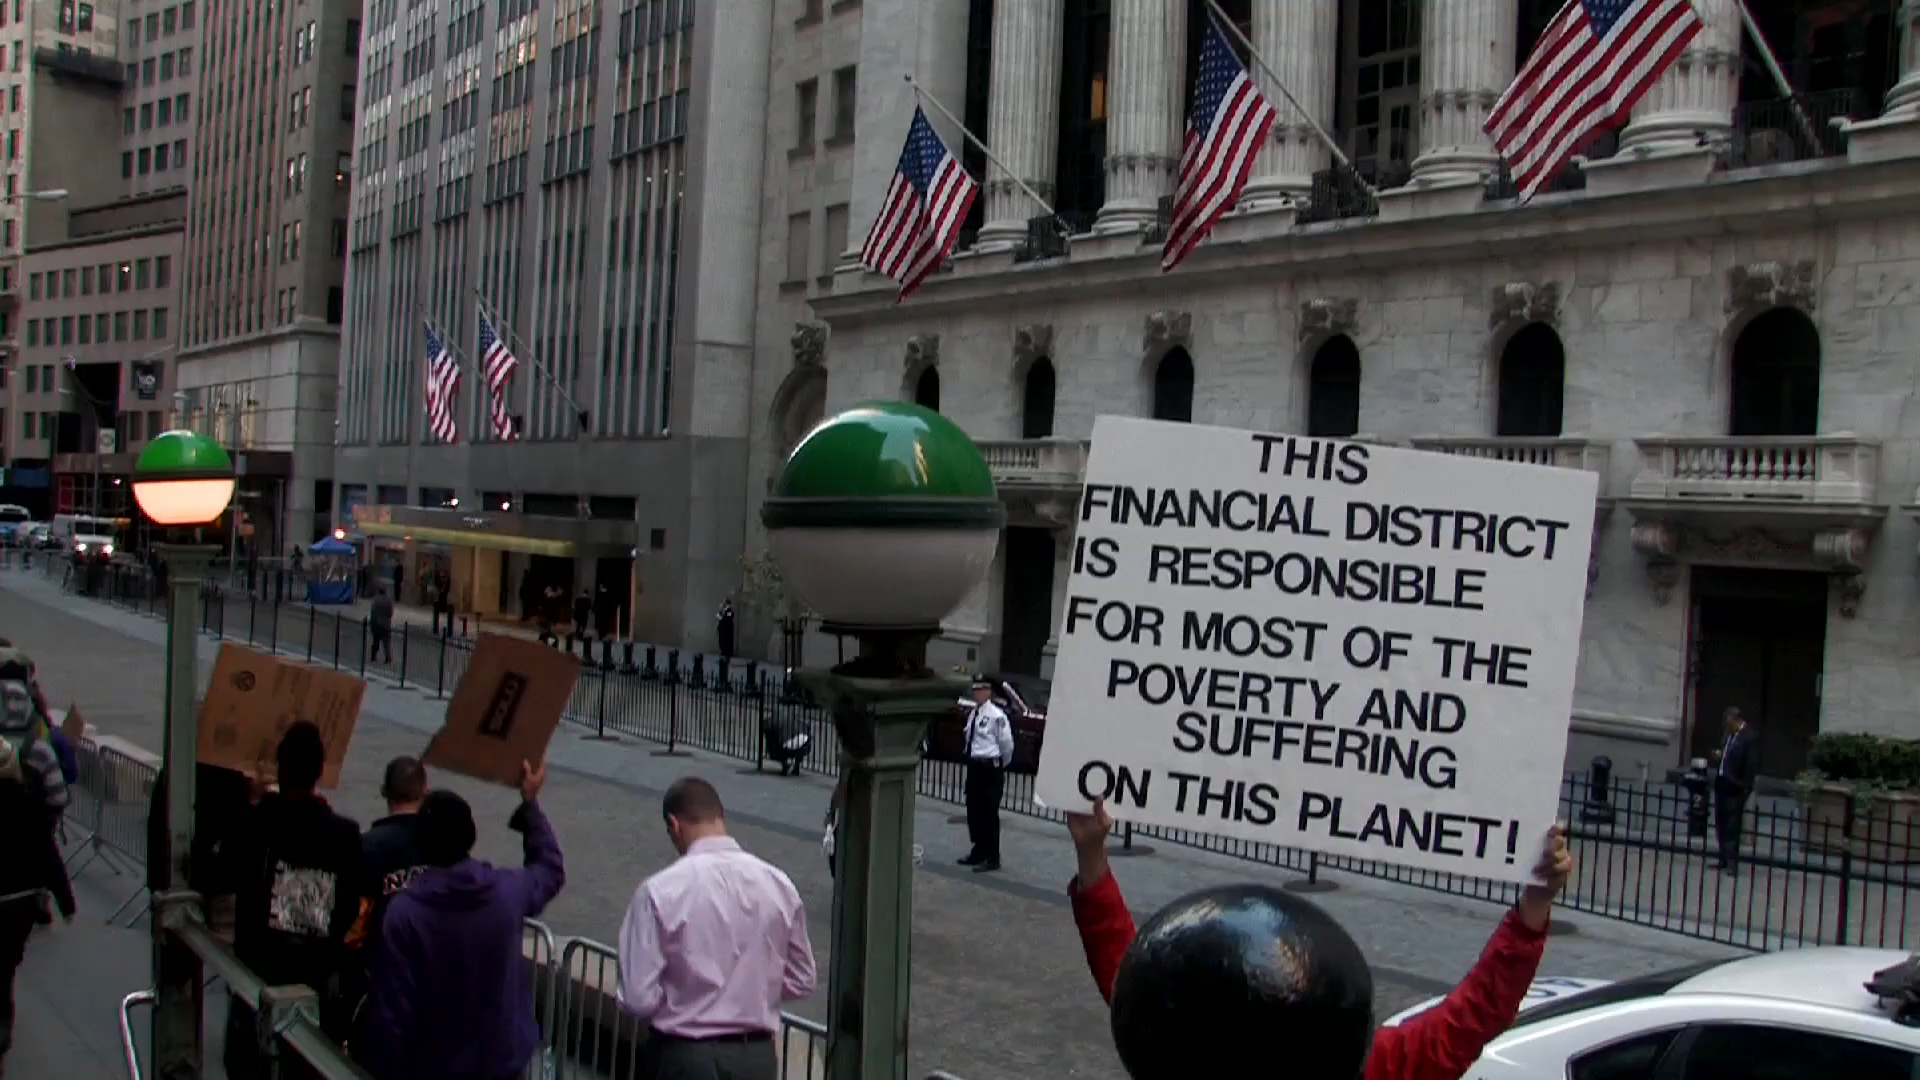 THIS
FINANCIAL DISTRICT
IS RESPONSIBLE
FOR MOST OF THE
POVERTY AND
SUFFERING
ON THIS PLANET!